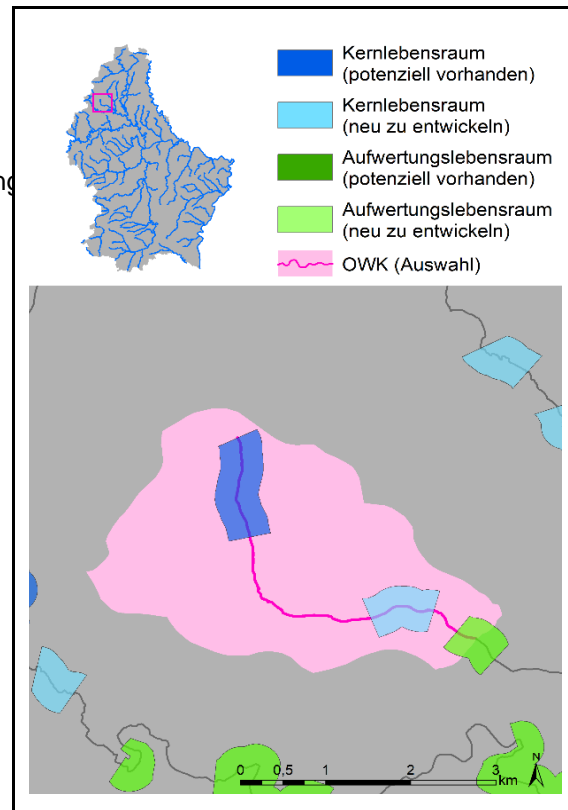 Kernlebensraum
(potenziell vorhanden)
Kernlebensraum
(neu zu entwickeln)
Aufwertungslebensraum
(potenziell vorhanden)
Aufwertungslebensraum
(neu zu entwickeln)
OWK (Auswahl)
0 0,5 1 2 3
km
N